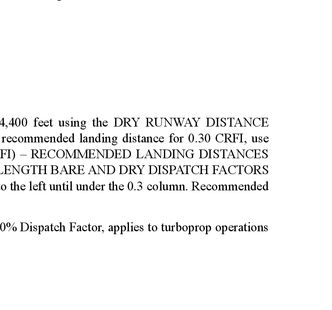 4,400 feet using the DRY RUNWAY DISTANCE
recommended landing distance for 0.30 CRFI, use
FI) – RECOMMENDED LANDING DISTANCES
LENGTH BARE AND DRY DISPATCH FACTORS
o the left until under the 0.3 column. Recommended
0% Dispatch Factor, applies to turboprop operations